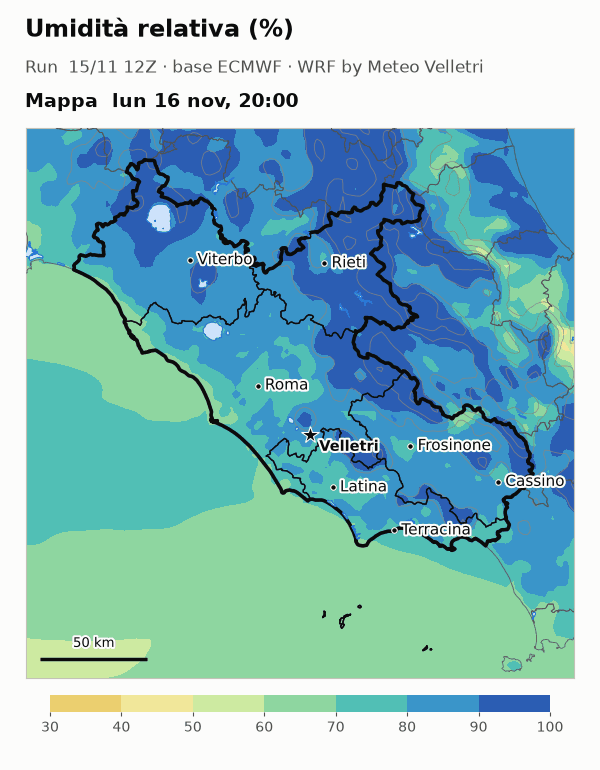 Umidità relativa (%)
Run  15/11 12Z · base ECMWF · WRF by Meteo Velletri
Mappa  lun 16 nov, 20:00
Viterbo
Rieti
Roma
Velletri
Frosinone
Latina
Cassino
Terracina
50 km
30 40 50 60 70 80 90 100